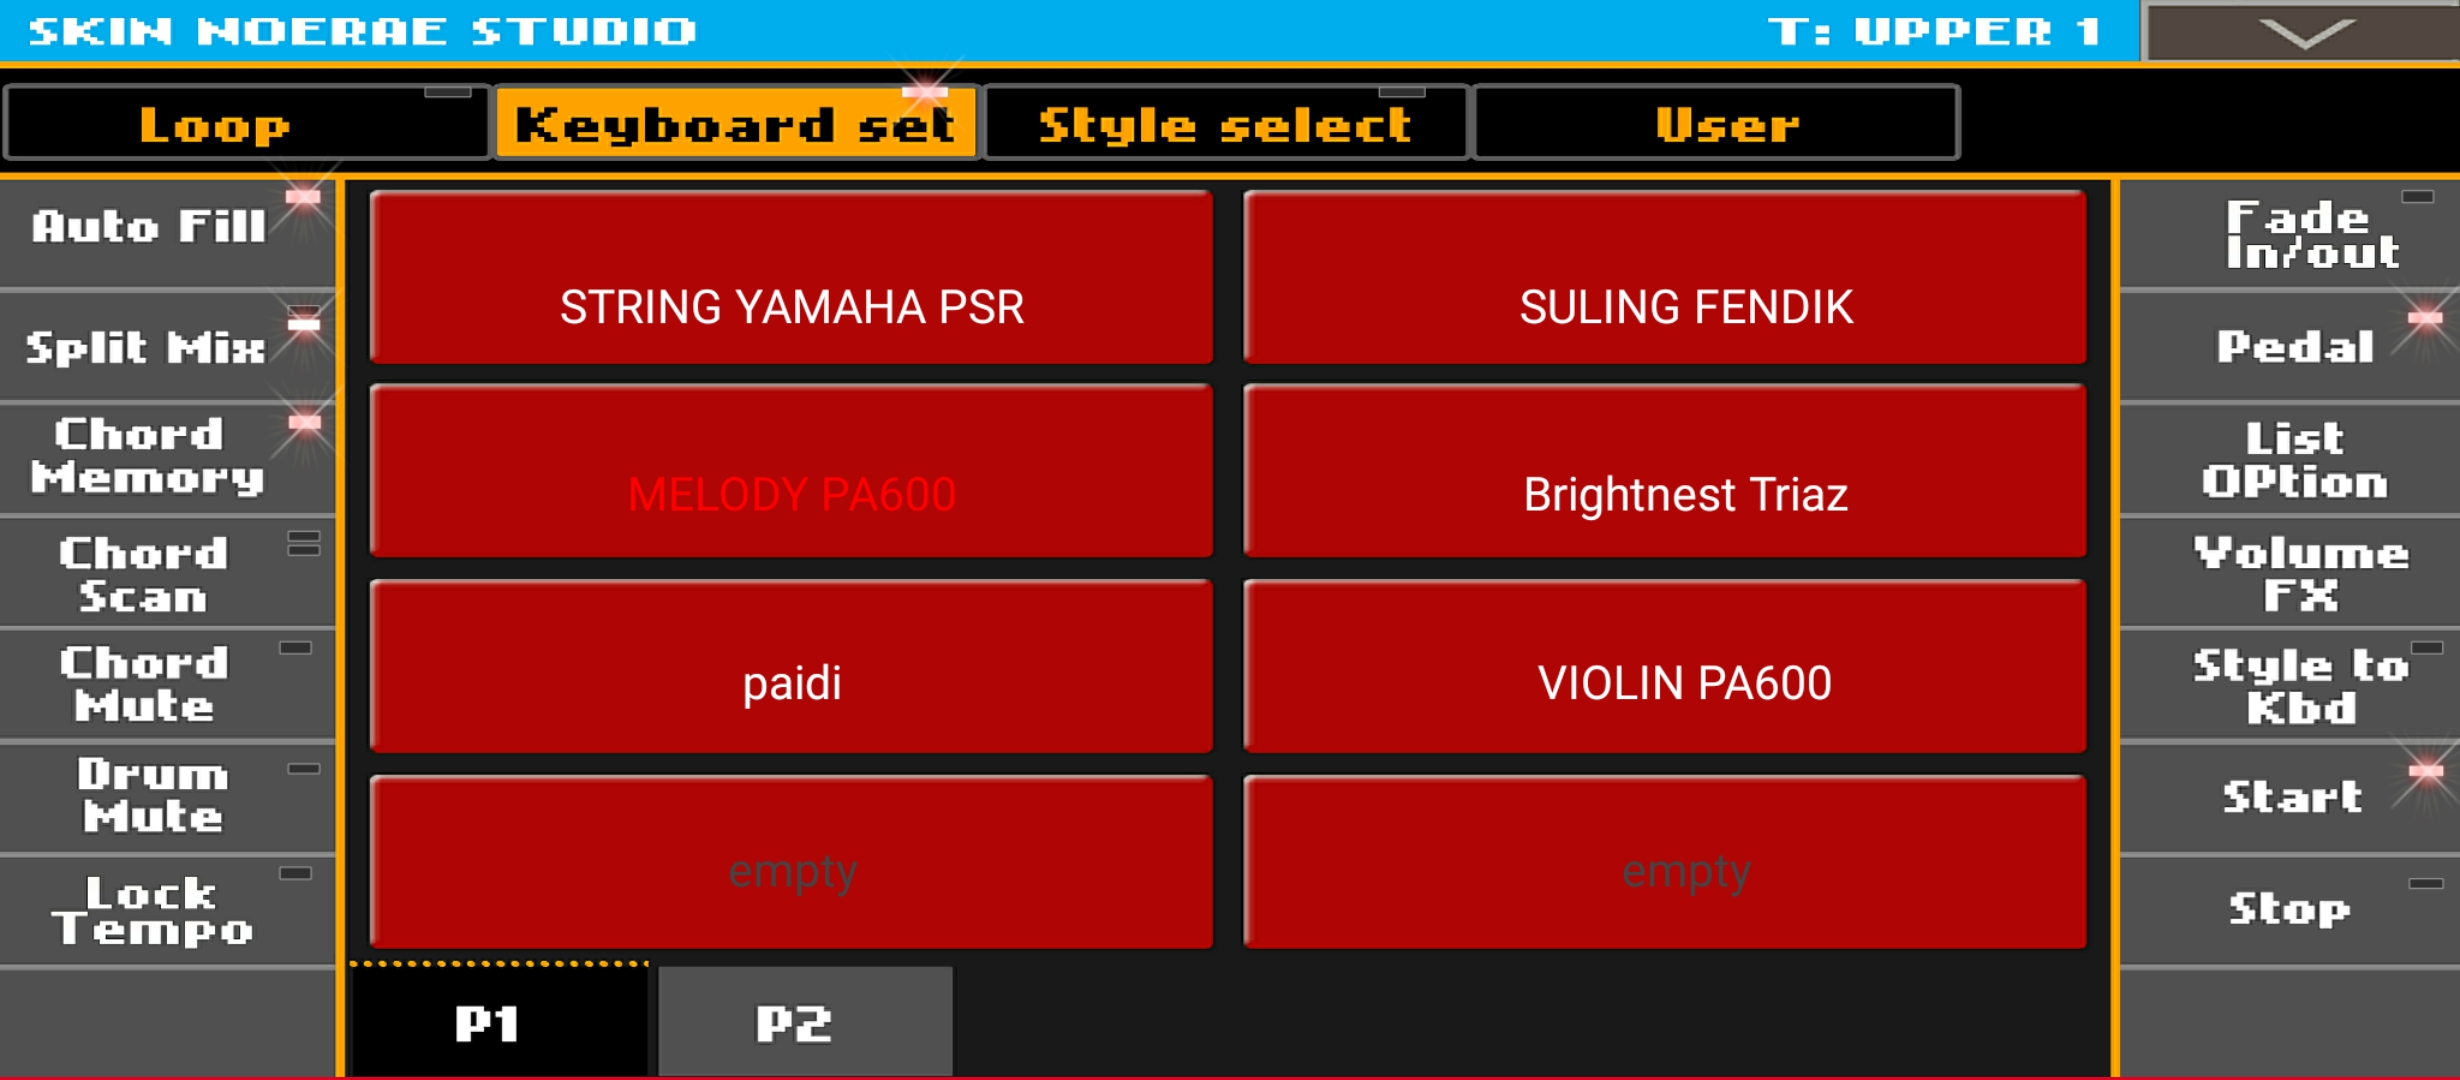 SKIN NOERAE STUDIO
T: UPPER 1
Loop
Keyboard set
Style select
User
Auto Fill
Split Mix
Chord
Memory
Chord
Scan
Chord
Mute
Drum
Mute
Lock
Tempo
STRING YAMAHA PSR
SULING FENDIK
MELODY PA600
Brightnest Triaz
paidi
VIOLIN PA600
empty
empty
P1
P2
Fade
In/out
Pedal
List
OPtion
Volume
FX
Style to
Kbd
Start
Stop